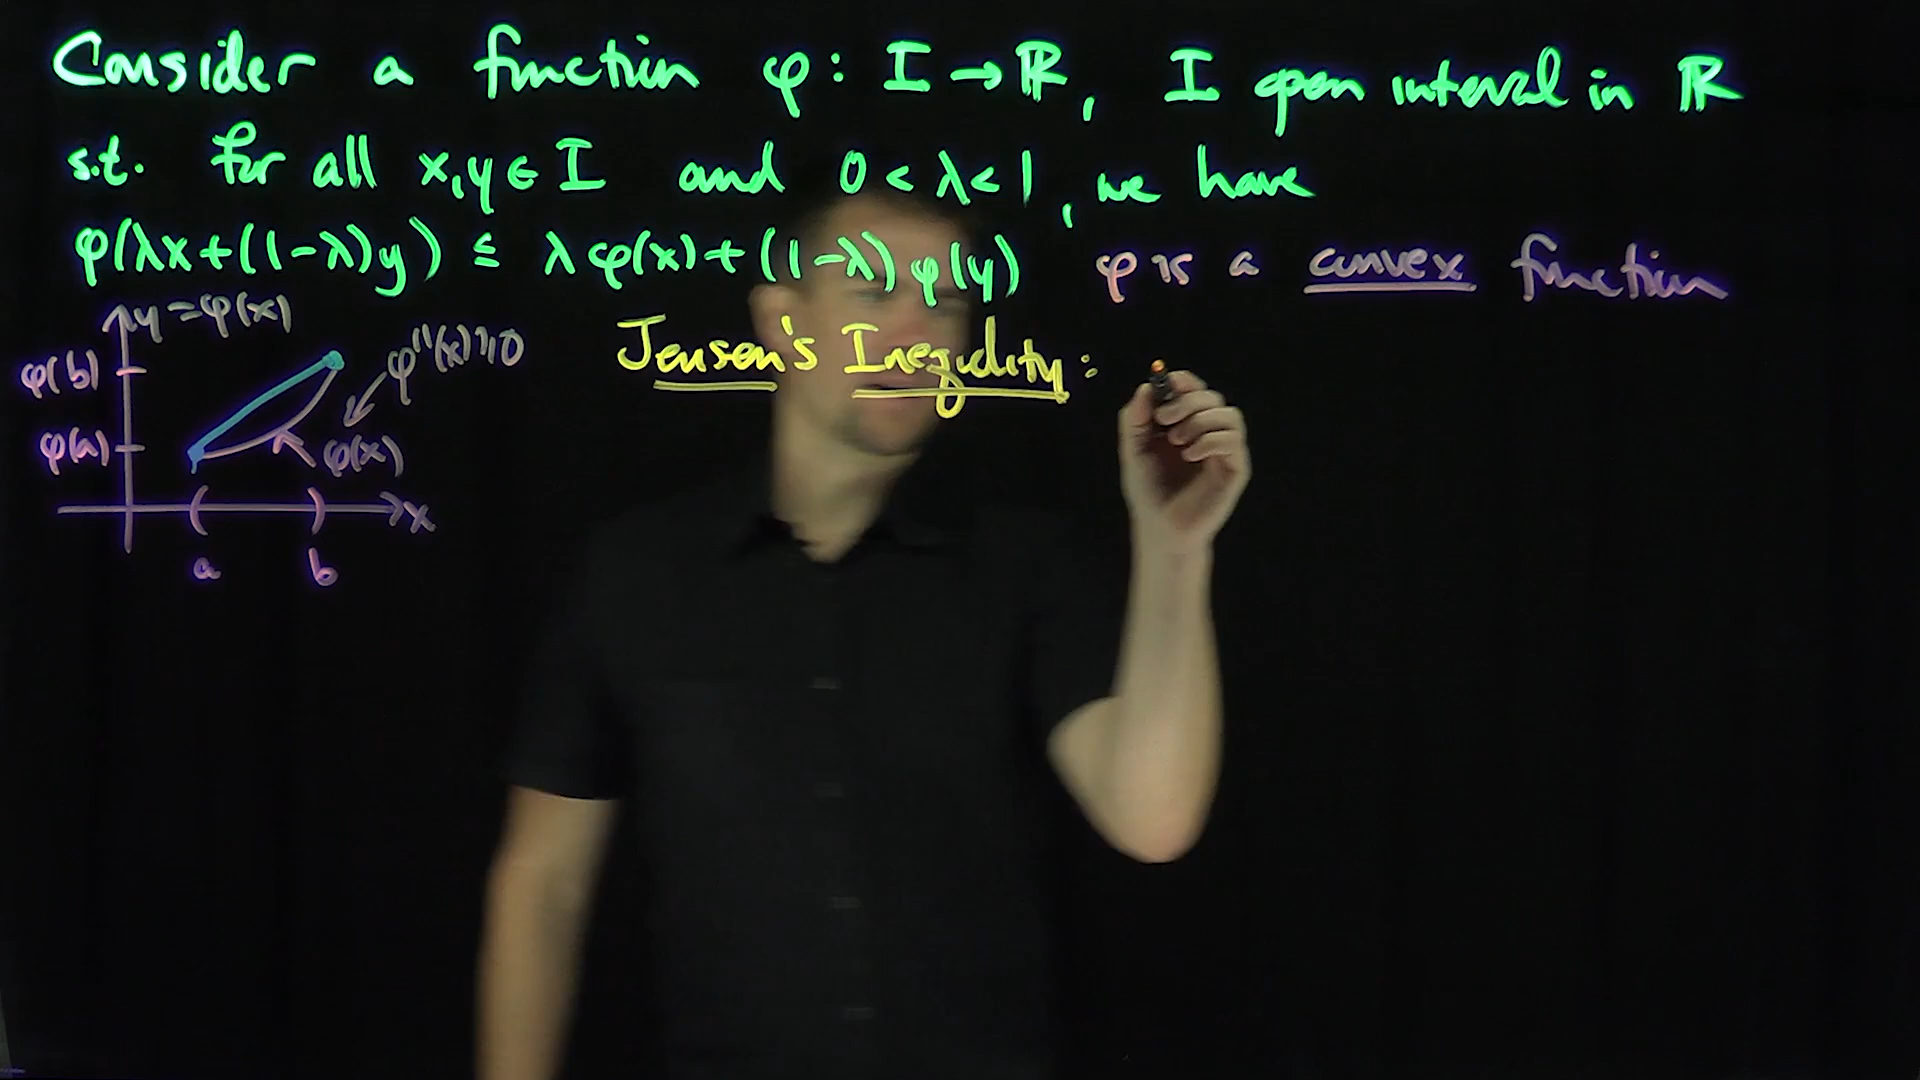 Consider a function φ: I → ℝ, I open interval in ℝ
s.t. for all x,y ∈ I and 0 < λ < 1, we have
φ(λx+(1-λ)y) ≤ λφ(x)+(1-λ)φ(y) φ is a convex function
y=φ(x)
φ''(x)≥0
φ(b)
φ(a)
φ(x)
x
a b
Jensen's Inequality: